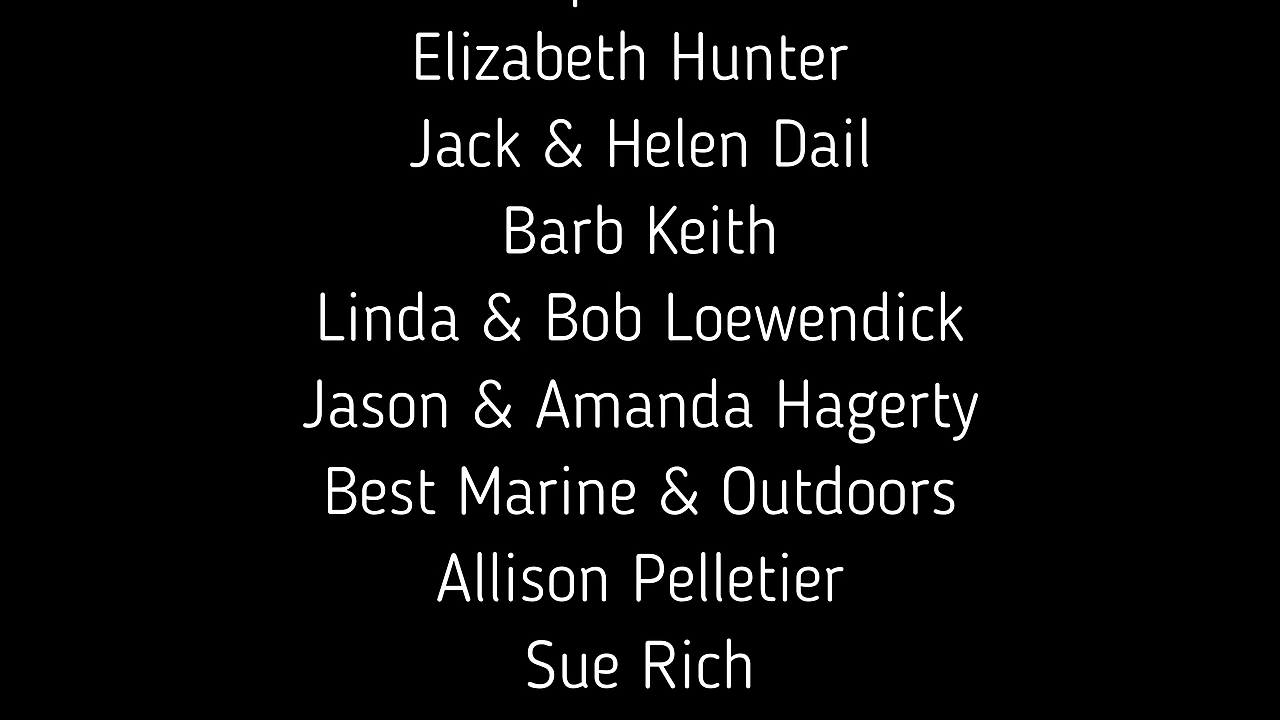 Elizabeth Hunter
Jack & Helen Dail
Barb Keith
Linda & Bob Loewendick
Jason & Amanda Hagerty
Best Marine & Outdoors
Allison Pelletier
Sue Rich